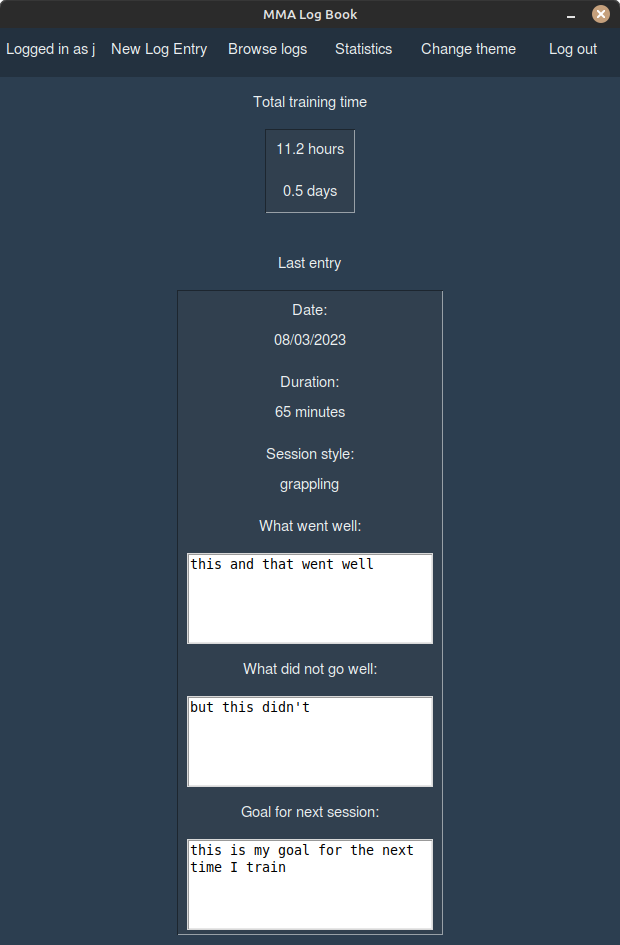 MMA Log Book
Logged in as j New Log Entry Browse logs Statistics Change theme Log out
Total training time
11.2 hours
0.5 days
Last entry
Date:
08/03/2023
Duration:
65 minutes
Session style:
grappling
What went well:
this and that went well
What did not go well:
but this didn't
Goal for next session:
this is my goal for the next
time I train